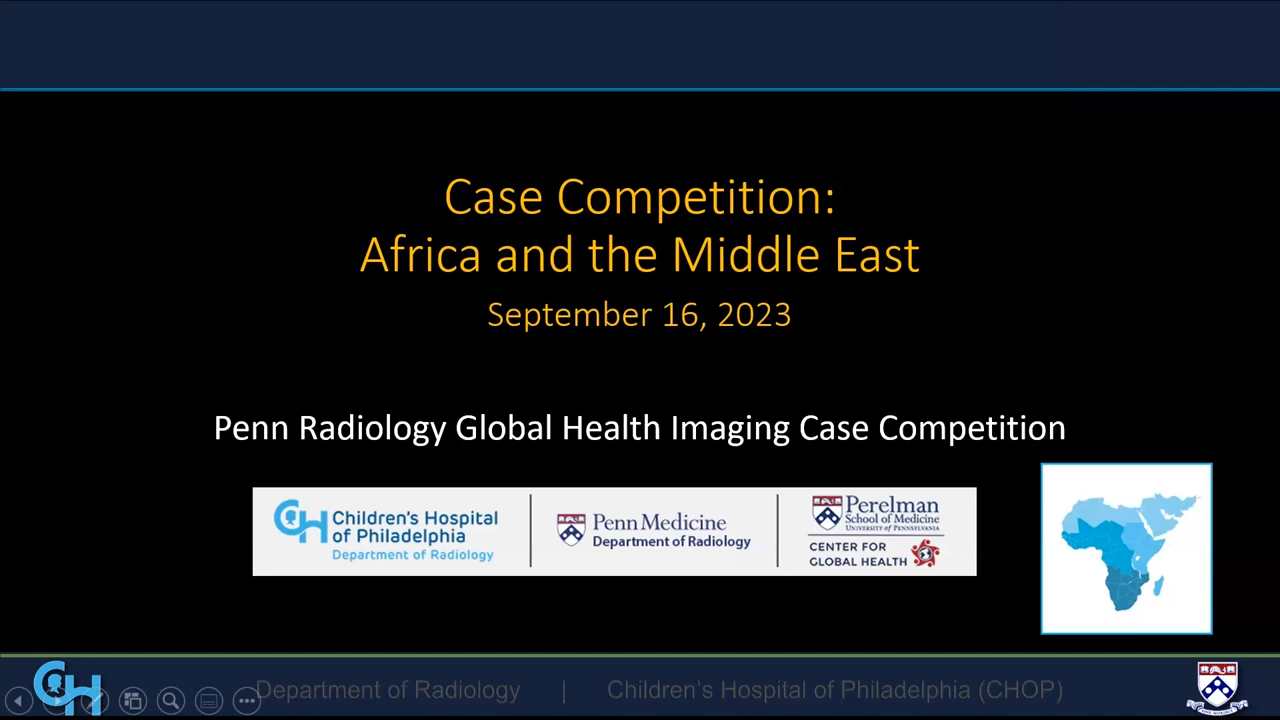 Case Competition:
Africa and the Middle East
September 16, 2023
Penn Radiology Global Health Imaging Case Competition
Children's Hospital
of Philadelphia
Department of Radiology
Penn Medicine
Department of Radiology
Perelman
School of Medicine
UNIVERSITY OF PENNSYLVANIA
CENTER FOR
GLOBAL HEALTH
Department of Radiology | Children's Hospital of Philadelphia (CHOP)